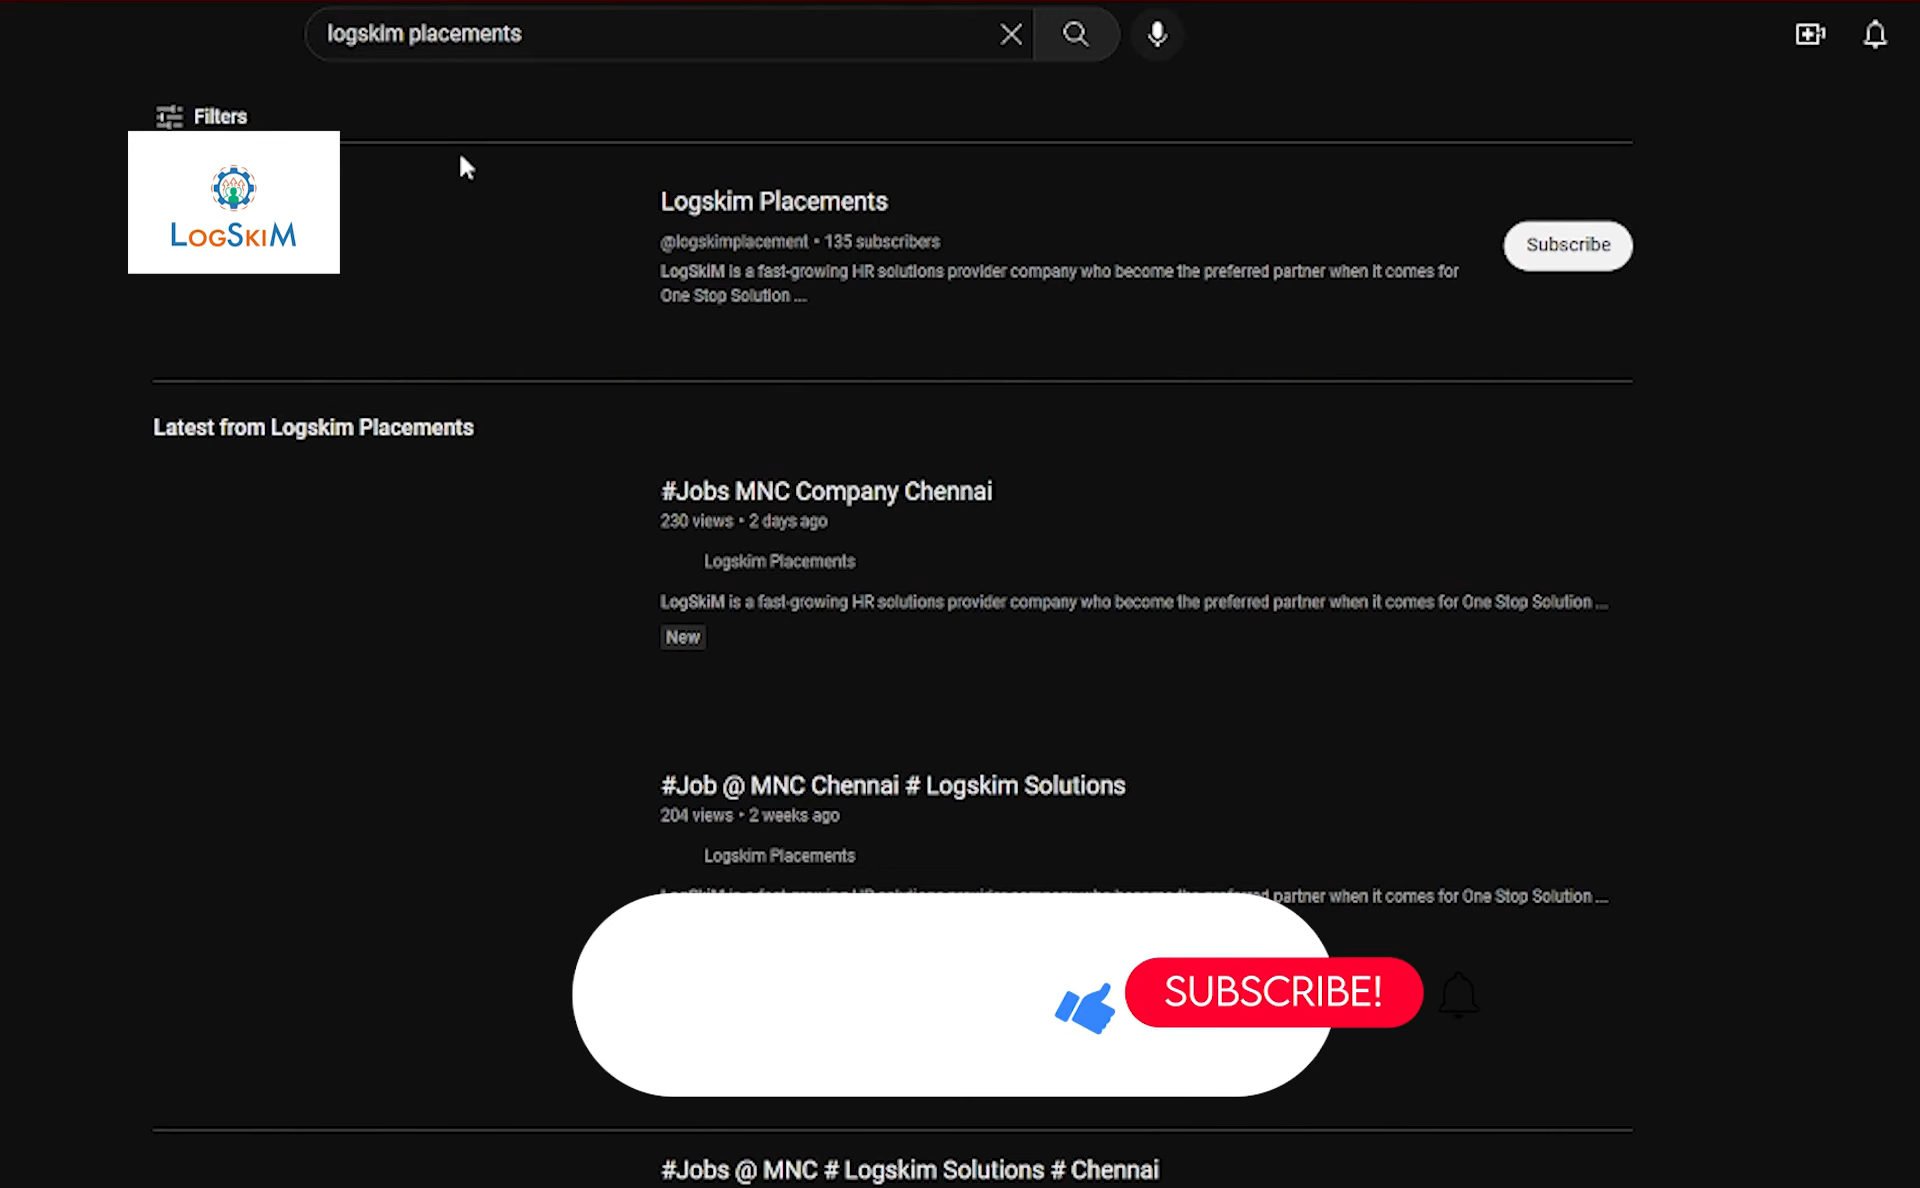 logskim placements
Filters
LOGSKIM
Logskim Placements
@logskimplacement • 135 subscribers
Subscribe
LogSkiM is a fast-growing HR solutions provider company who become the preferred partner when it comes for
One Stop Solution ...
Latest from Logskim Placements
#Jobs MNC Company Chennai
230 views • 2 days ago
Logskim Placements
LogSkiM is a fast-growing HR solutions provider company who become the preferred partner when it comes for One Stop Solution ...
New
#Job @ MNC Chennai # Logskim Solutions
204 views • 2 weeks ago
Logskim Placements
partner when it comes for One Stop Solution ...
SUBSCRIBE!
#Jobs @ MNC # Logskim Solutions # Chennai